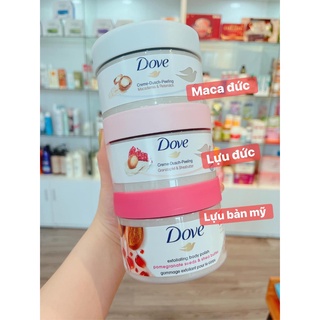 Dove
Creme-Dusch-Peeling
Macadamia & Reismilch
Maca đức
Dove
Creme-Dusch-Peeling
Granatapfel & Sheabutter
Lựu đức
Lựu bản mỹ
Dove
exfoliating body polish
pomegranate seeds & shea butter
gommage exfoliant pour le corps